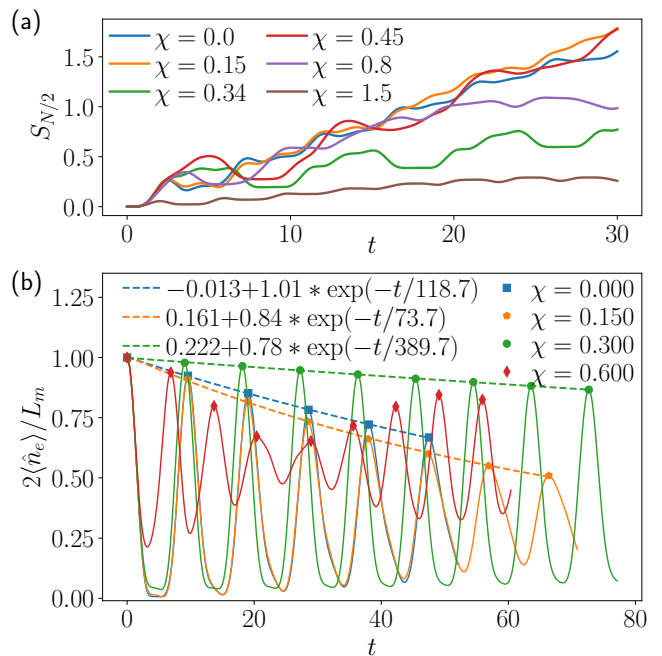 (a)
χ = 0.0
χ = 0.15
χ = 0.34
χ = 0.45
χ = 0.8
χ = 1.5
S_{N/2}
1.5
1.0
0.5
0.0
0 10 20 30
t
(b)
−0.013+1.01 ∗ exp(−t/118.7)
0.161+0.84 ∗ exp(−t/73.7)
0.222+0.78 ∗ exp(−t/389.7)
χ = 0.000
χ = 0.150
χ = 0.300
χ = 0.600
2⟨n̂_e⟩/L_m
1.25
1.00
0.75
0.50
0.25
0.00
0 20 40 60 80
t